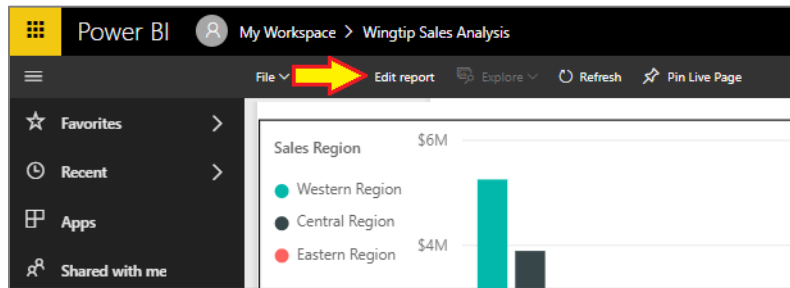 Power BI My Workspace > Wingtip Sales Analysis
File Edit report Explore Refresh Pin Live Page
Favorites
Recent
Apps
Shared with me
Sales Region
Western Region
Central Region
Eastern Region
$6M
$4M